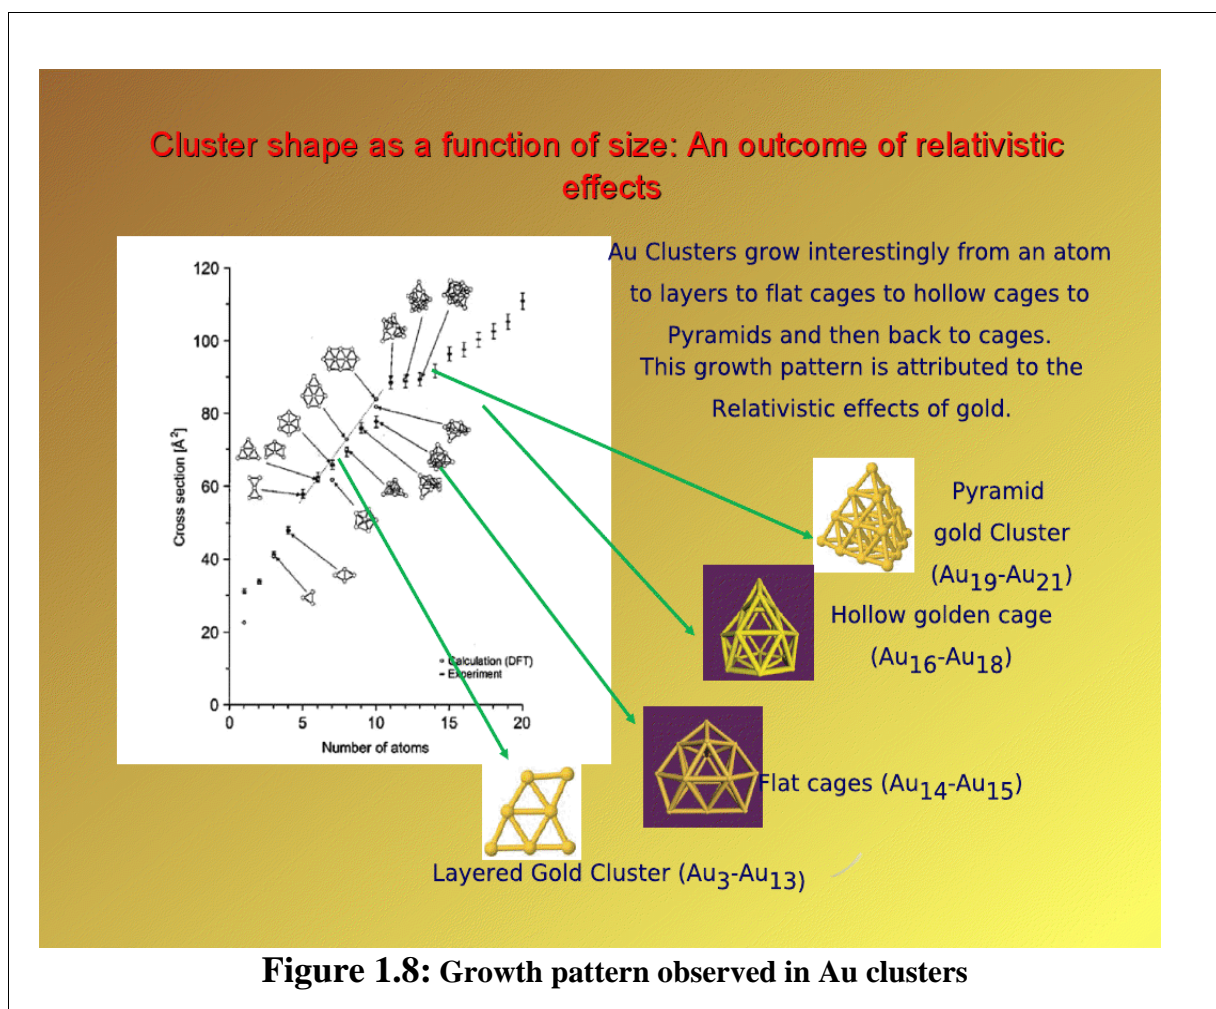 Cluster shape as a function of size: An outcome of relativistic
effects
Au Clusters grow interestingly from an atom
to layers to flat cages to hollow cages to
Pyramids and then back to cages.
This growth pattern is attributed to the
Relativistic effects of gold.
120
100
80
60
40
20
0
Cross section [Å²]
Calculation (DFT)
Experiment
0 5 10 15 20
Number of atoms
Pyramid
gold Cluster
(Au₁₉-Au₂₁)
Hollow golden cage
(Au₁₆-Au₁₈)
Flat cages (Au₁₄-Au₁₅)
Layered Gold Cluster (Au₃-Au₁₃)
Figure 1.8: Growth pattern observed in Au clusters